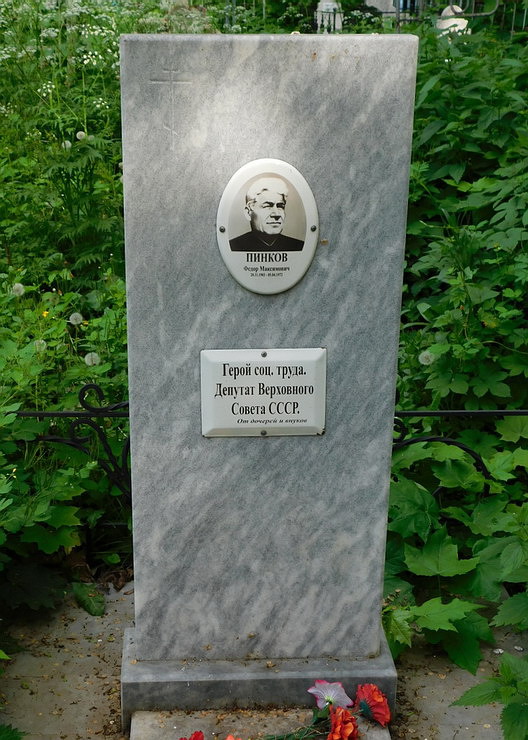 ПИНКОВ
Федор Максимович
Герой соц. труда.
Депутат Верховного
Совета СССР.
От дочерей и внуков